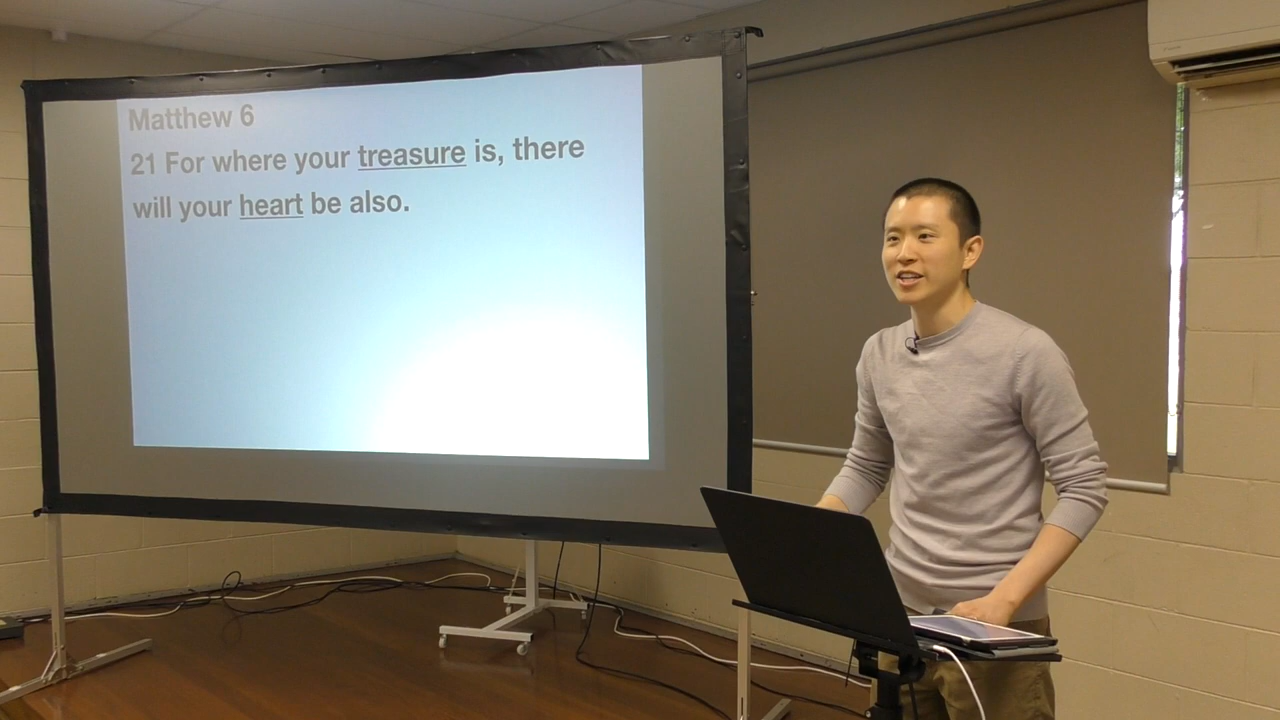 Matthew 6
21 For where your treasure is, there
will your heart be also.